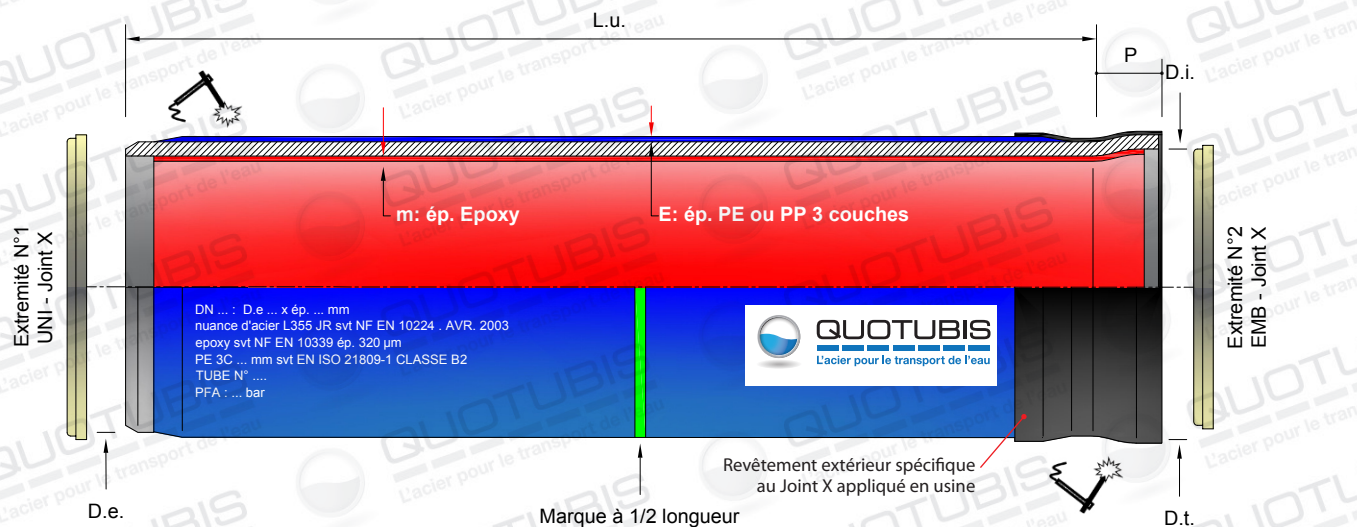 L.u.
P
D.i.
m: ép. Epoxy
E: ép. PE ou PP 3 couches
Extremité N°1
UNI - Joint X
Extremité N°2
EMB - Joint X
DN ... : D.e ... x ép. ... mm
nuance d'acier L355 JR svt NF EN 10224 . AVR. 2003
epoxy svt NF EN 10339 ép. 320 µm
PE 3C ... mm svt EN ISO 21809-1 CLASSE B2
TUBE N° ....
PFA : ... bar
QUOTUBIS
L'acier pour le transport de l'eau
Revêtement extérieur spécifique
au Joint X appliqué en usine
D.e.
Marque à 1/2 longueur
D.t.